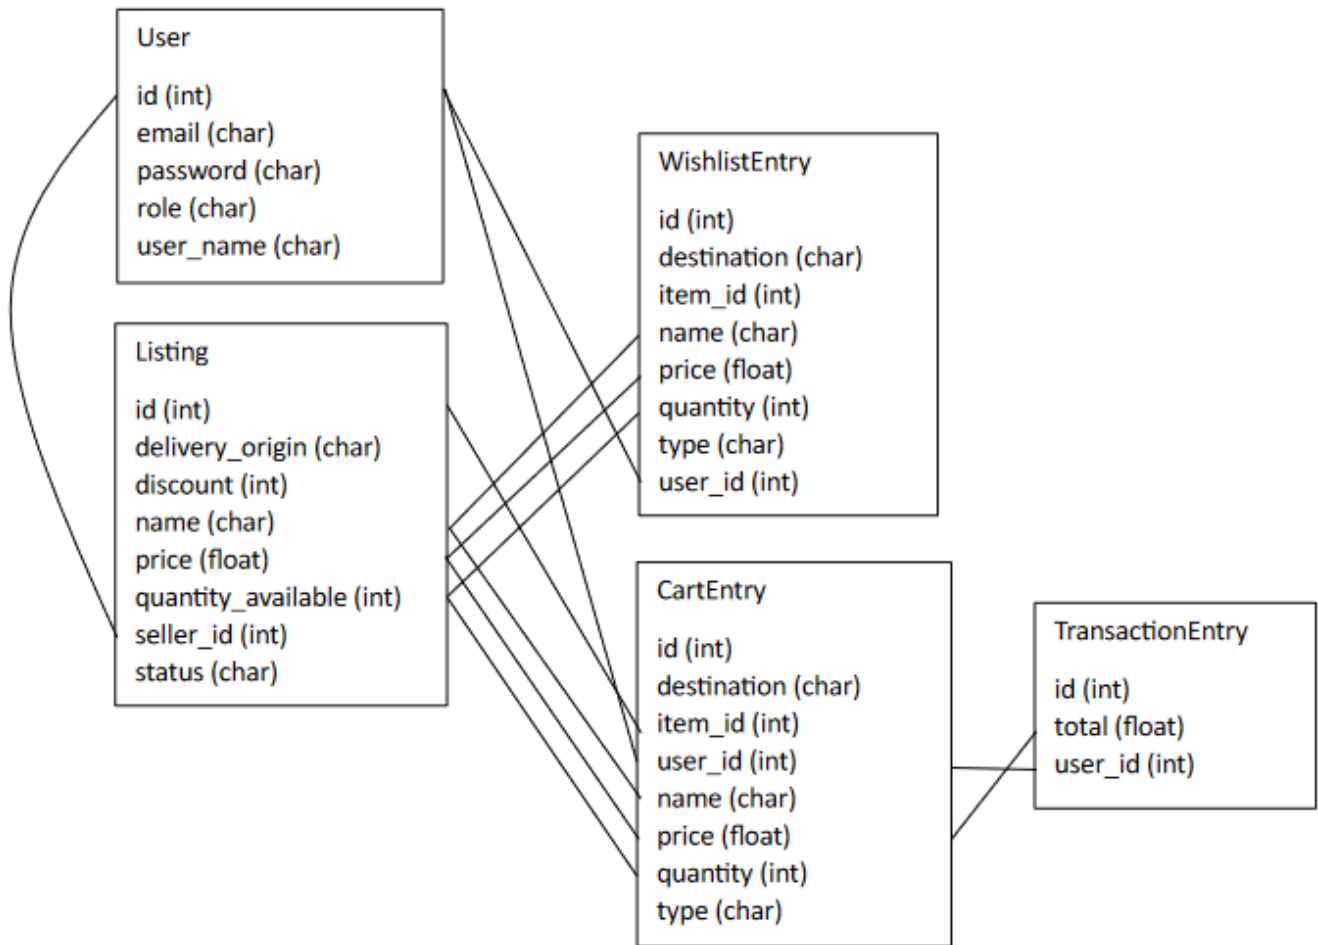 User
id (int)
email (char)
password (char)
role (char)
user_name (char)
Listing
id (int)
delivery_origin (char)
discount (int)
name (char)
price (float)
quantity_available (int)
seller_id (int)
status (char)
WishlistEntry
id (int)
destination (char)
item_id (int)
name (char)
price (float)
quantity (int)
type (char)
user_id (int)
CartEntry
id (int)
destination (char)
item_id (int)
user_id (int)
name (char)
price (float)
quantity (int)
type (char)
TransactionEntry
id (int)
total (float)
user_id (int)